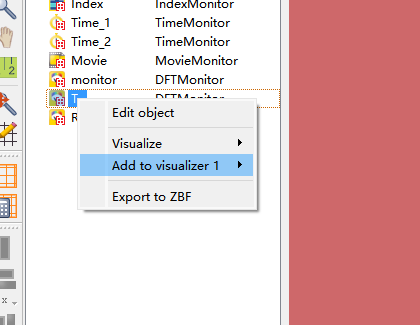 Index IndexMonitor
Time_1 TimeMonitor
Time_2 TimeMonitor
Movie MovieMonitor
monitor DFTMonitor
T DFTMonitor
R
Edit object
Visualize
Add to visualizer 1
Export to ZBF
2
x